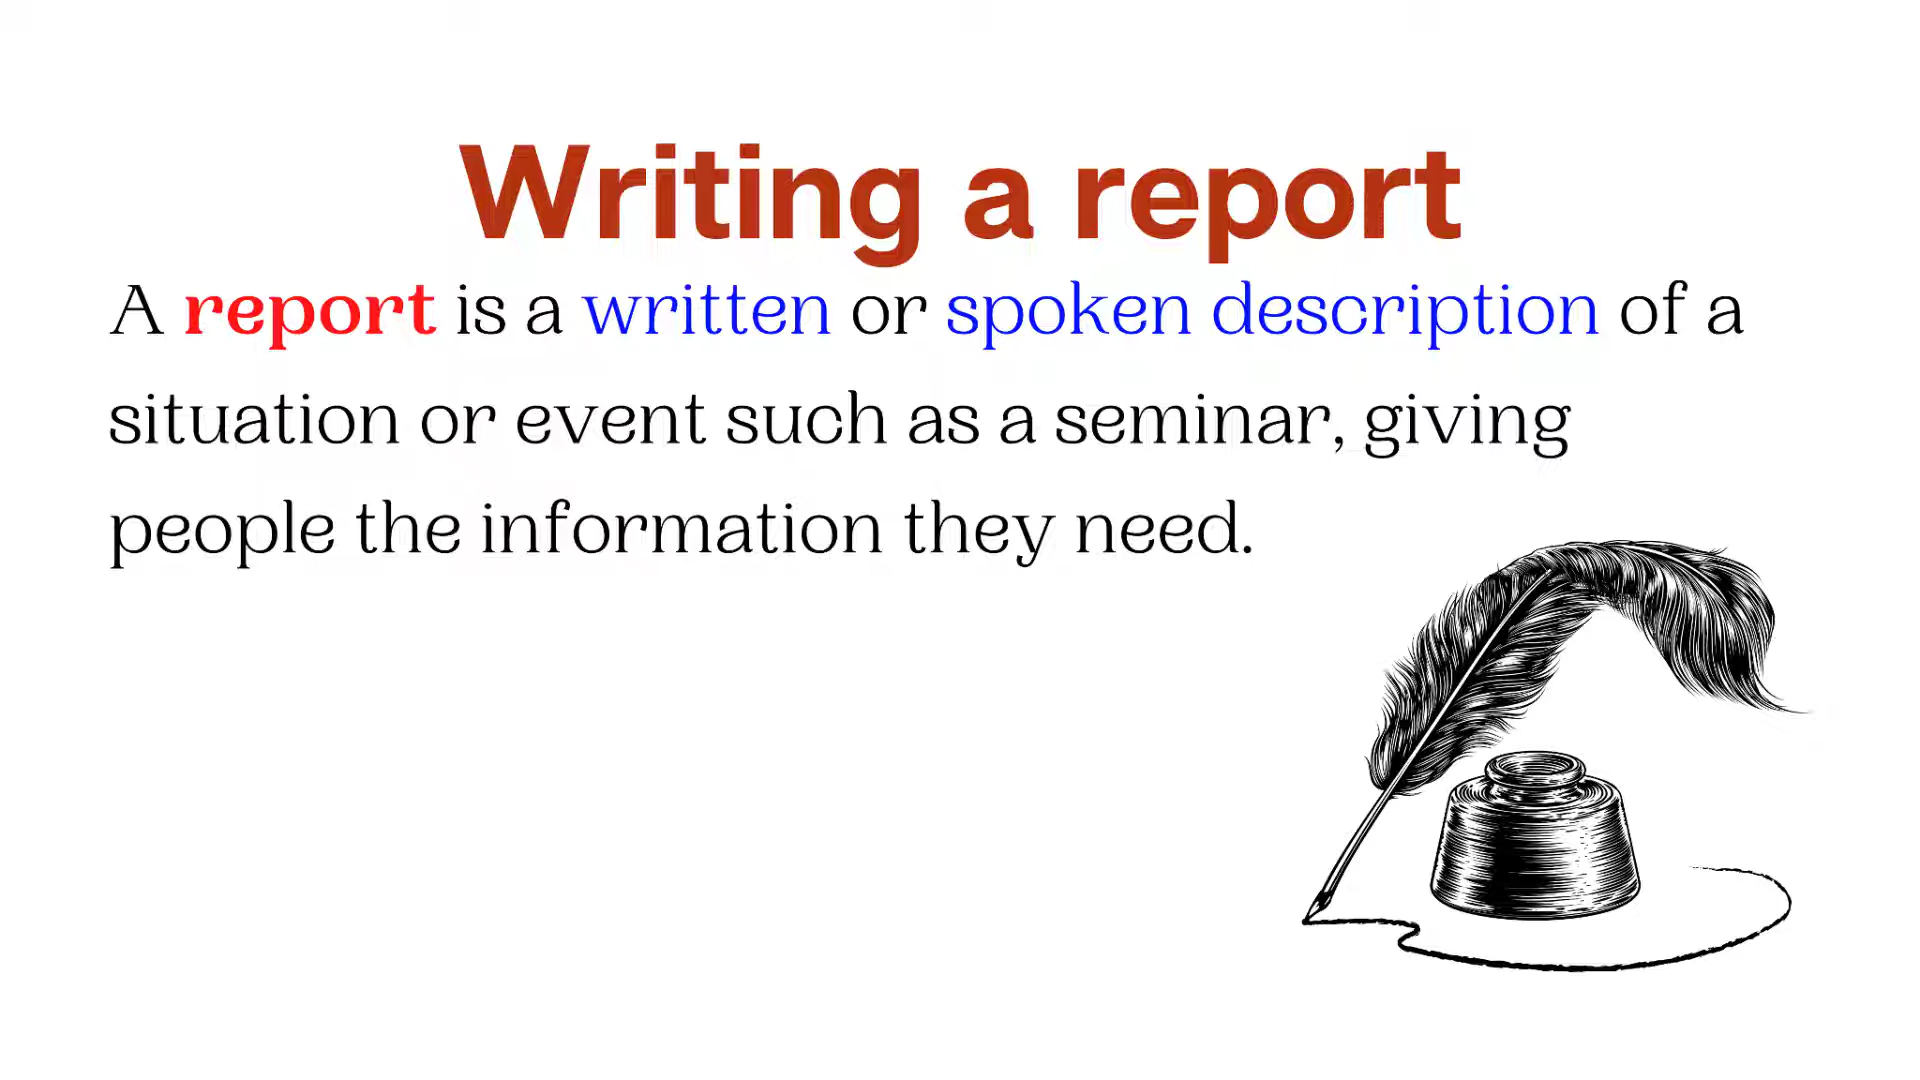 Writing a report
A report is a written or spoken description of a
situation or event such as a seminar, giving
people the information they need.